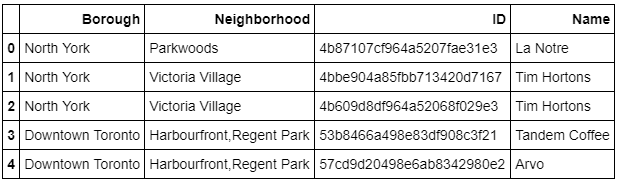 Borough Neighborhood ID Name
0 North York Parkwoods 4b87107cf964a5207fae31e3 La Notre
1 North York Victoria Village 4bbe904a85fbb713420d7167 Tim Hortons
2 North York Victoria Village 4b609d8df964a52068f029e3 Tim Hortons
3 Downtown Toronto Harbourfront,Regent Park 53b8466a498e83df908c3f21 Tandem Coffee
4 Downtown Toronto Harbourfront,Regent Park 57cd9d20498e6ab8342980e2 Arvo